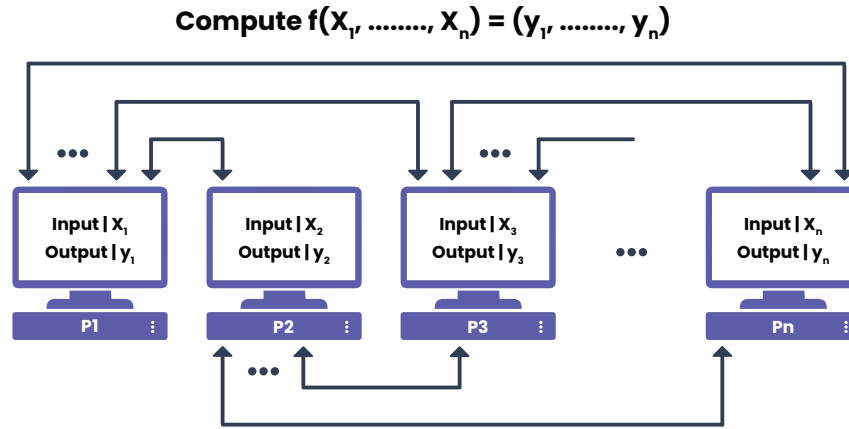 Compute f(X₁, ........, Xₙ) = (y₁, ........, yₙ)
Input | X₁
Output | y₁
P1
Input | X₂
Output | y₂
P2
Input | X₃
Output | y₃
P3
Input | Xₙ
Output | yₙ
Pn